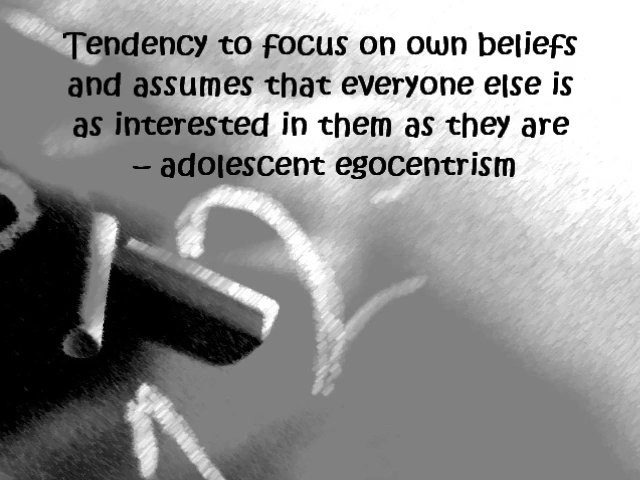 Tendency to focus on own beliefs
and assumes that everyone else is
as interested in them as they are
– adolescent egocentrism